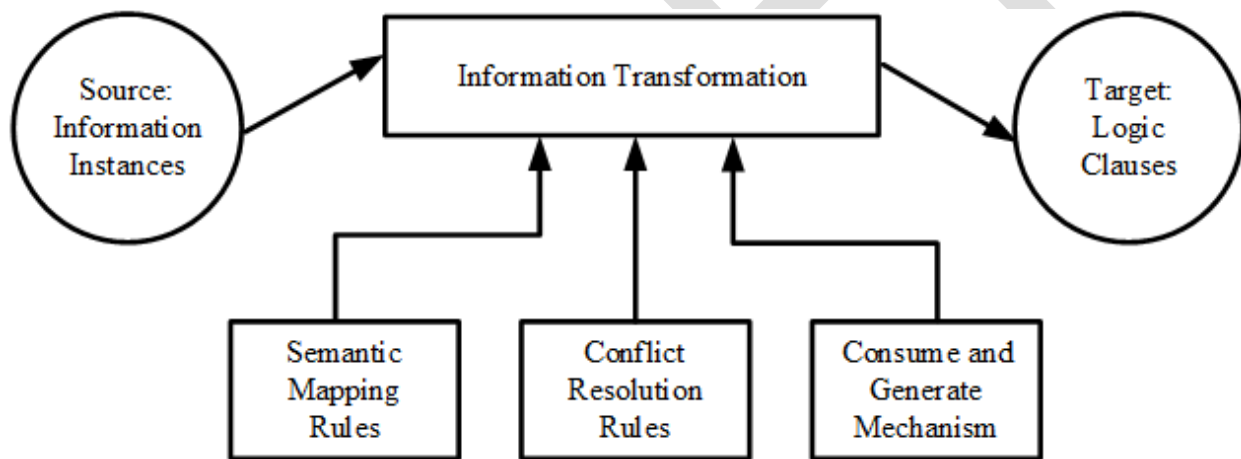 Source:
Information
Instances
Information Transformation
Target:
Logic
Clauses
Semantic
Mapping
Rules
Conflict
Resolution
Rules
Consume and
Generate
Mechanism